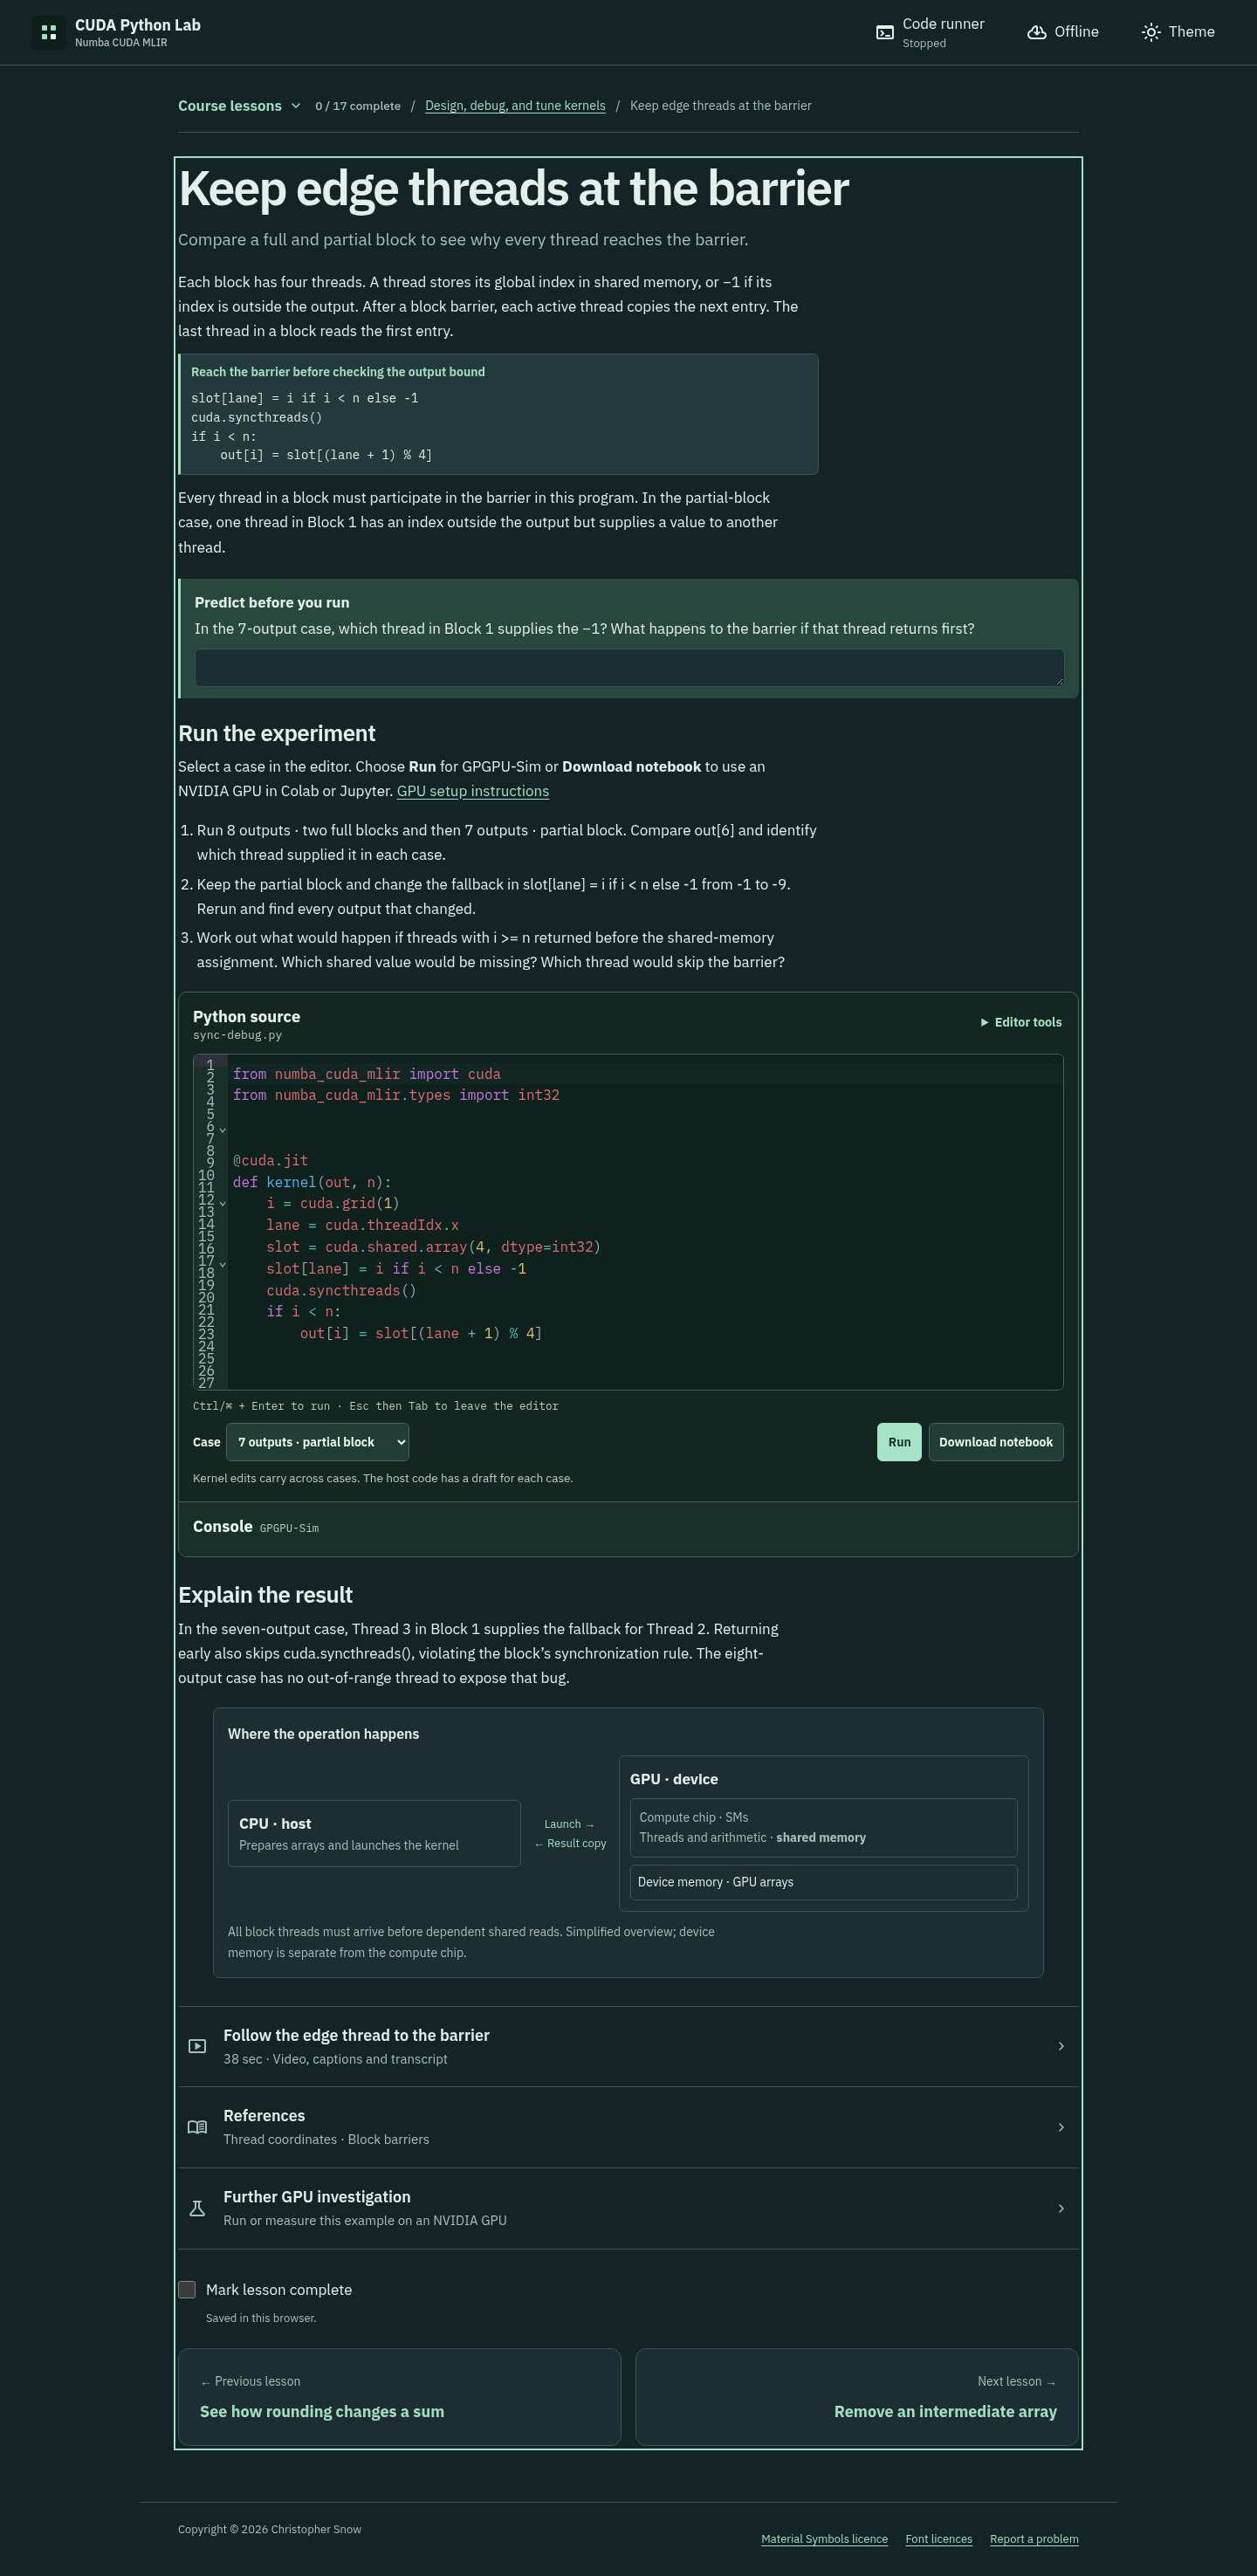 CUDA Python Lab
Numba CUDA MLIR
Code runner
Stopped
Offline
Theme
Course lessons
0 / 17 complete / Design, debug, and tune kernels / Keep edge threads at the barrier
Keep edge threads at the barrier
Compare a full and partial block to see why every thread reaches the barrier.
Each block has four threads. A thread stores its global index in shared memory, or −1 if its
index is outside the output. After a block barrier, each active thread copies the next entry. The
last thread in a block reads the first entry.
Reach the barrier before checking the output bound
slot[lane] = i if i < n else -1
cuda.syncthreads()
if i < n:
    out[i] = slot[(lane + 1) % 4]
Every thread in a block must participate in the barrier in this program. In the partial-block
case, one thread in Block 1 has an index outside the output but supplies a value to another
thread.
Predict before you run
In the 7-output case, which thread in Block 1 supplies the −1? What happens to the barrier if that thread returns first?
Run the experiment
Select a case in the editor. Choose Run for GPGPU-Sim or Download notebook to use an
NVIDIA GPU in Colab or Jupyter. GPU setup instructions
1. Run 8 outputs · two full blocks and then 7 outputs · partial block. Compare out[6] and identify
which thread supplied it in each case.
2. Keep the partial block and change the fallback in slot[lane] = i if i < n else -1 from -1 to -9.
Rerun and find every output that changed.
3. Work out what would happen if threads with i >= n returned before the shared-memory
assignment. Which shared value would be missing? Which thread would skip the barrier?
Python source
sync-debug.py
Editor tools
1
2
3
4
5
6
7
8
9
10
11
12
13
14
15
16
17
18
19
20
21
22
23
24
25
26
27
from numba_cuda_mlir import cuda
from numba_cuda_mlir.types import int32
@cuda.jit
def kernel(out, n):
    i = cuda.grid(1)
    lane = cuda.threadIdx.x
    slot = cuda.shared.array(4, dtype=int32)
    slot[lane] = i if i < n else -1
    cuda.syncthreads()
    if i < n:
        out[i] = slot[(lane + 1) % 4]
Ctrl/⌘ + Enter to run · Esc then Tab to leave the editor
Case 7 outputs · partial block
Run
Download notebook
Kernel edits carry across cases. The host code has a draft for each case.
Console GPGPU-Sim
Explain the result
In the seven-output case, Thread 3 in Block 1 supplies the fallback for Thread 2. Returning
early also skips cuda.syncthreads(), violating the block’s synchronization rule. The eight-
output case has no out-of-range thread to expose that bug.
Where the operation happens
CPU · host
Prepares arrays and launches the kernel
Launch →
← Result copy
GPU · device
Compute chip · SMs
Threads and arithmetic · shared memory
Device memory · GPU arrays
All block threads must arrive before dependent shared reads. Simplified overview; device
memory is separate from the compute chip.
Follow the edge thread to the barrier
38 sec · Video, captions and transcript
References
Thread coordinates · Block barriers
Further GPU investigation
Run or measure this example on an NVIDIA GPU
Mark lesson complete
Saved in this browser.
← Previous lesson
See how rounding changes a sum
Next lesson →
Remove an intermediate array
Copyright © 2026 Christopher Snow
Material Symbols licence
Font licences
Report a problem